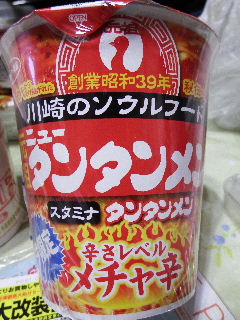 創業昭和39年
川崎のソウルフード
ニュー
タンタンメン
スタミナ タンタンメン
辛さレベル
メチャ辛
大改装